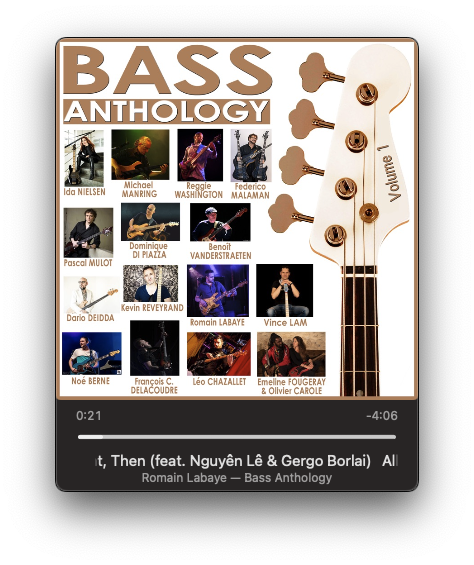 BASS
ANTHOLOGY
Volume 1
Ida NIELSEN
Michael
MANRING
Reggie
WASHINGTON
Federico
MALAMAN
Pascal MULOT
Dominique
DI PIAZZA
Benoît
VANDERSTRAETEN
Dario DEIDDA
Kevin REVEYRAND
Romain LABAYE
Vince LAM
Noé BERNE
François C.
DELACOUDRE
Léo CHAZALLET
Emeline FOUGERAY
& Olivier CAROLE
0:21 -4:06
t, Then (feat. Nguyên Lê & Gergo Borlai) Al
Romain Labaye — Bass Anthology